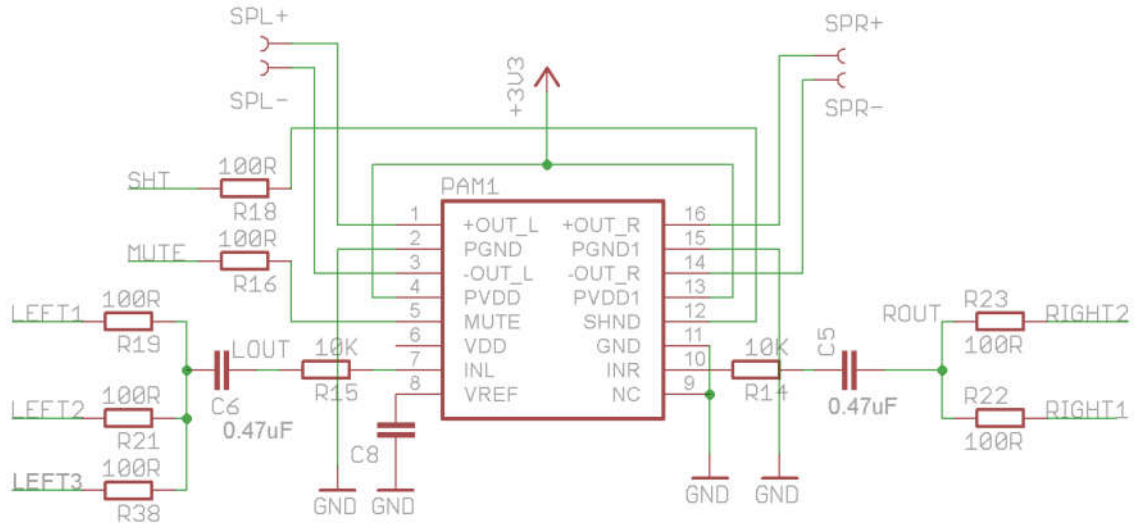 SPL+
SPR+
SPL-
+3V3
SPR-
100R
SHT
R18
PAM1
100R
MUTE
R16
1 +OUT_L +OUT_R 16
2 PGND PGND1 15
3 -OUT_L -OUT_R 14
4 PVDD PVDD1 13
5 MUTE SHND 12
6 VDD GND 11
7 INL INR 10
8 VREF NC 9
100R
LEFT1
R19
LOUT
10K
R15
C6
0.47uF
LEFT2
R21
100R
LEFT3
100R
R38
C8
GND
GND
GND
GND
10K
R14
C5
0.47uF
ROUT
R23
RIGHT2
100R
R22
RIGHT1
100R